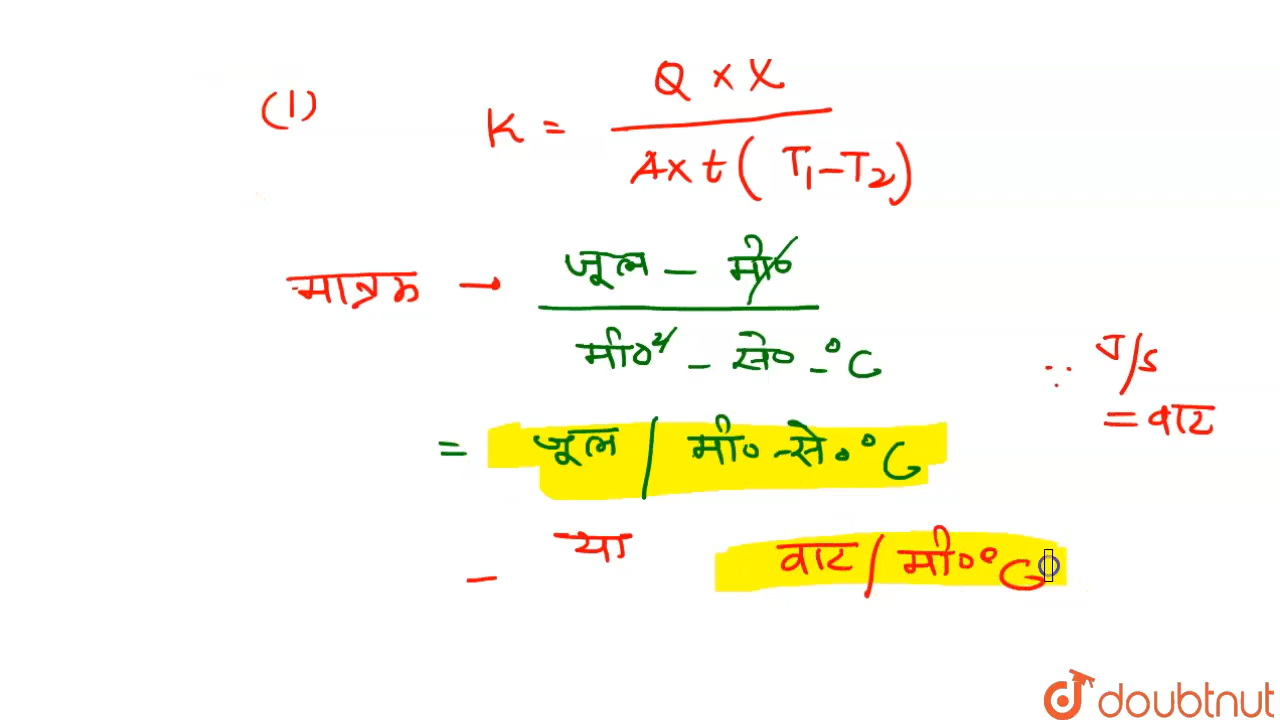 (1) K = Q × X / A × t ( T₁ - T₂ )
मात्रक → जूल - मी० / मी०² - से० - °C
∵ J/S
= वाट
= जूल / मी० - से० °C
- या वाट / मी० °C
doubtnut